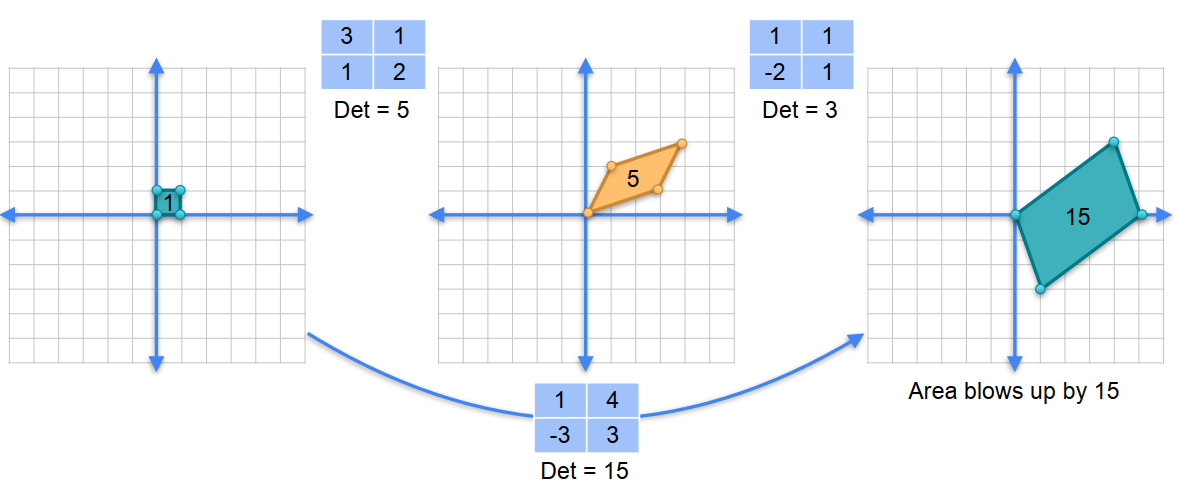 3 1
1 2
Det = 5
1 1
-2 1
Det = 3
1
5
15
Area blows up by 15
1 4
-3 3
Det = 15